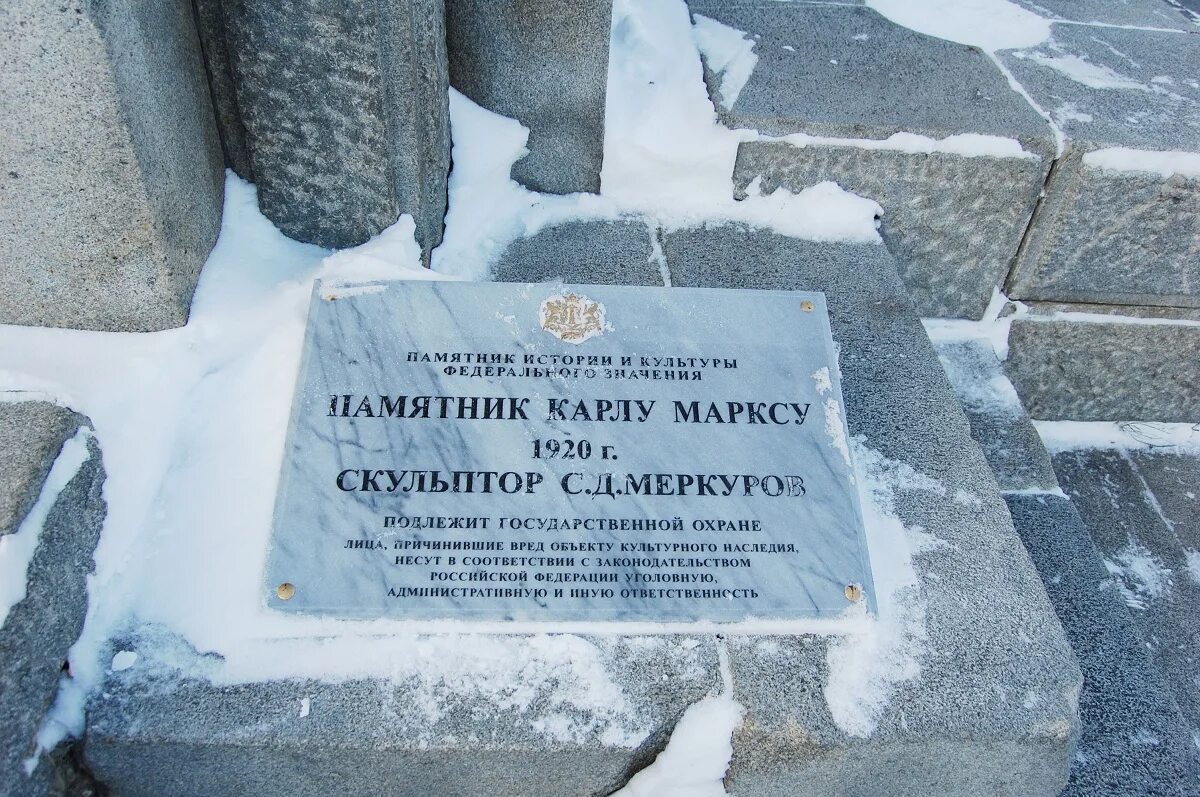 ПАМЯТНИК ИСТОРИИ И КУЛЬТУРЫ
ФЕДЕРАЛЬНОГО ЗНАЧЕНИЯ
ПАМЯТНИК КАРЛУ МАРКСУ
1920 г.
СКУЛЬПТОР С.Д.МЕРКУРОВ
ПОДЛЕЖИТ ГОСУДАРСТВЕННОЙ ОХРАНЕ
ЛИЦА, ПРИЧИНИВШИЕ ВРЕД ОБЪЕКТУ КУЛЬТУРНОГО НАСЛЕДИЯ,
НЕСУТ В СООТВЕТСТВИИ С ЗАКОНОДАТЕЛЬСТВОМ
РОССИЙСКОЙ ФЕДЕРАЦИИ УГОЛОВНУЮ,
АДМИНИСТРАТИВНУЮ И ИНУЮ ОТВЕТСТВЕННОСТЬ